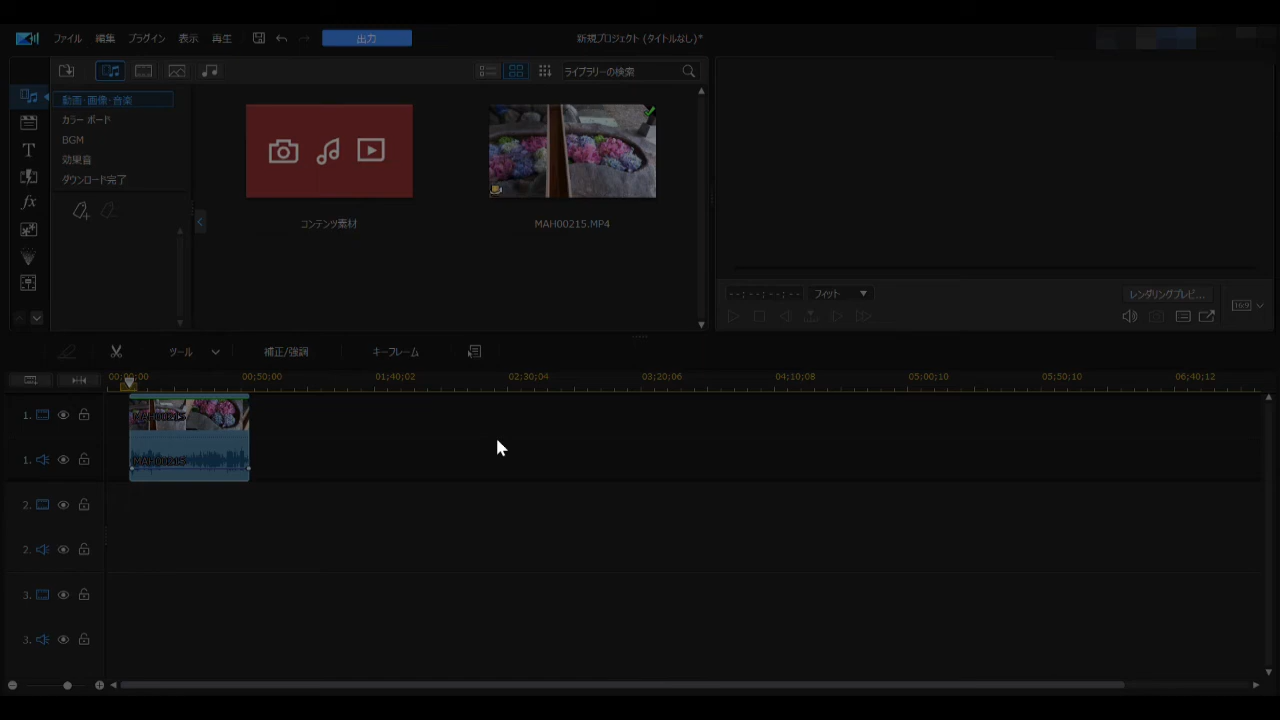 ファイル 編集 プラグイン 表示 再生 出力 新規プロジェクト (タイトルなし)*
ライブラリーの検索
動画・画像・音楽
カラー ボード
BGM
効果音
ダウンロード完了
コンテンツ素材 MAH00215.MP4
--;--;--;-- フィット レンダリングプレビ... 16:9
ツール 補正/強調 キーフレーム
00;00;00 00;50;00 01;40;02 02;30;04 03;20;06 04;10;08 05;00;10 05;50;10 06;40;12
1. MAH00215
1. MAH00215
2.
2.
3.
3.